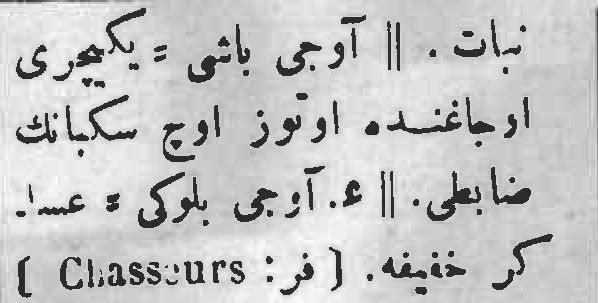 نبات . || آوجی باشی = یکیچری
اوجاغنده اوتوز اوچ سکبانك
ضابطی. || ء. آوجی بلوکی = عسا.
کر خفیفه. [ فر : Chasseurs ]